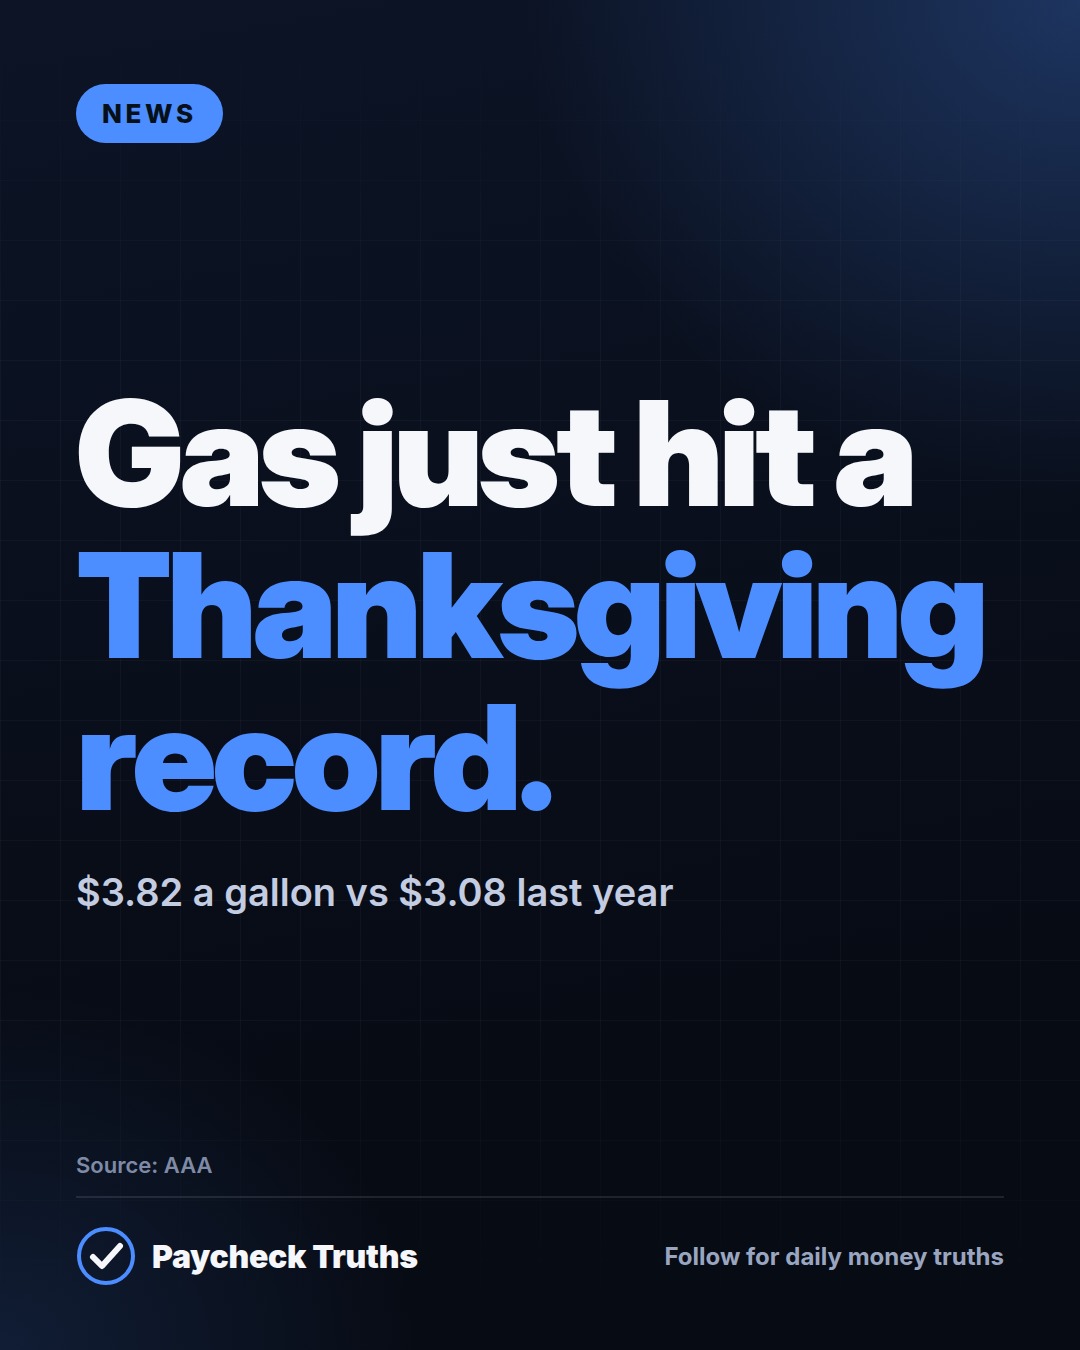 NEWS
Gas just hit a
Thanksgiving
record.
$3.82 a gallon vs $3.08 last year
Source: AAA
Paycheck Truths
Follow for daily money truths